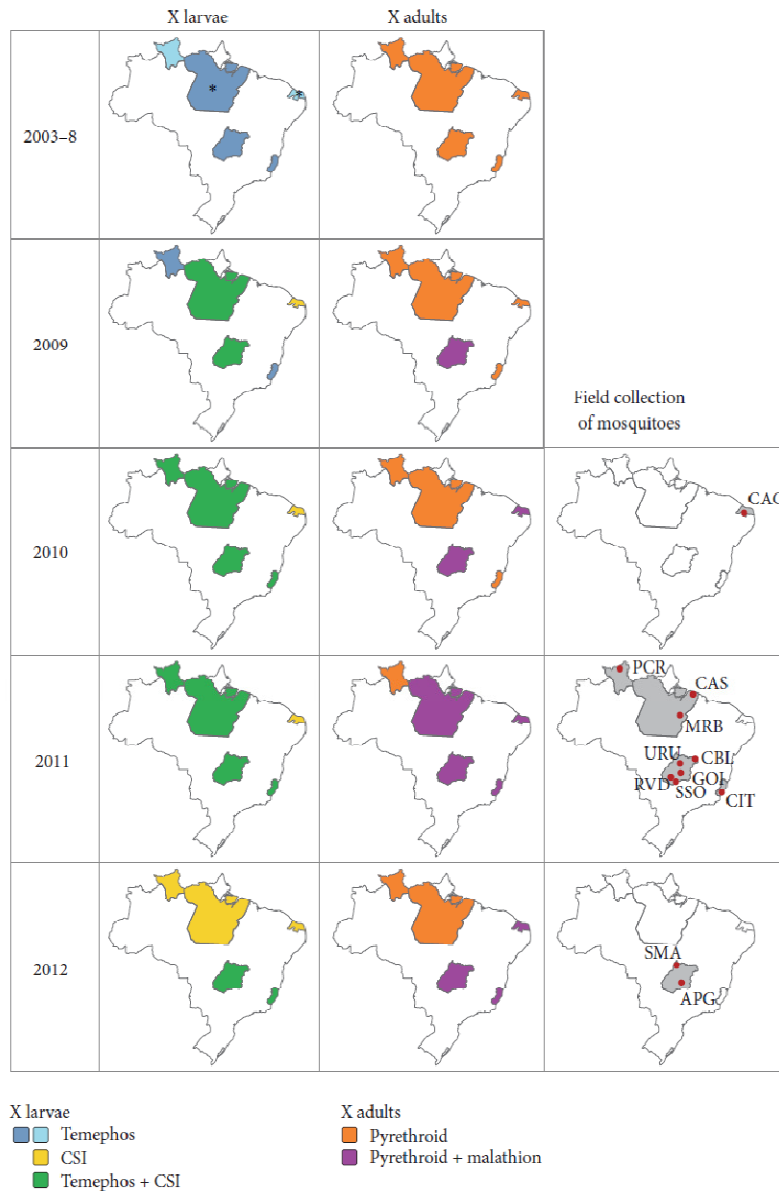 X larvae
X adults
*
*
2003–8
2009
Field collection
of mosquitoes
2010
CAC
2011
PCR
CAS
MRB
URU
CBL
GOI
RVD
SSO
CIT
2012
SMA
APG
X larvae
Temephos
CSI
Temephos + CSI
X adults
Pyrethroid
Pyrethroid + malathion